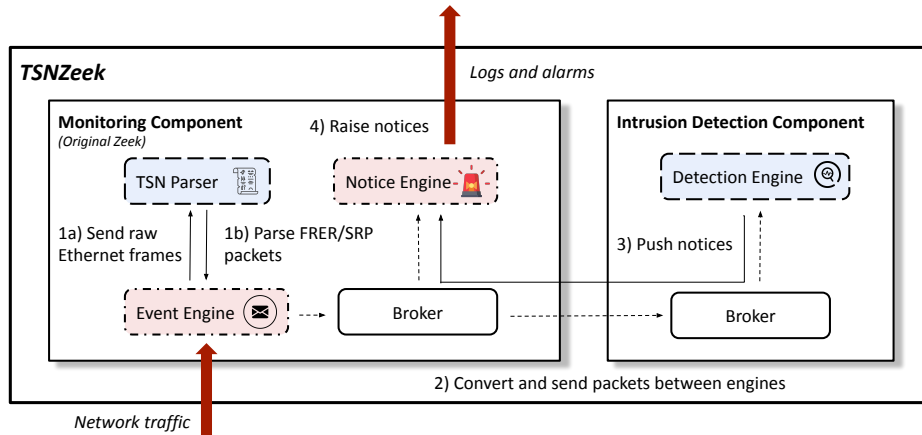 Logs and alarms
TSNZeek
Monitoring Component
(Original Zeek)
4) Raise notices
Intrusion Detection Component
TSN Parser
Notice Engine
Detection Engine
1a) Send raw
Ethernet frames
1b) Parse FRER/SRP
packets
3) Push notices
Event Engine
Broker
Broker
2) Convert and send packets between engines
Network traffic